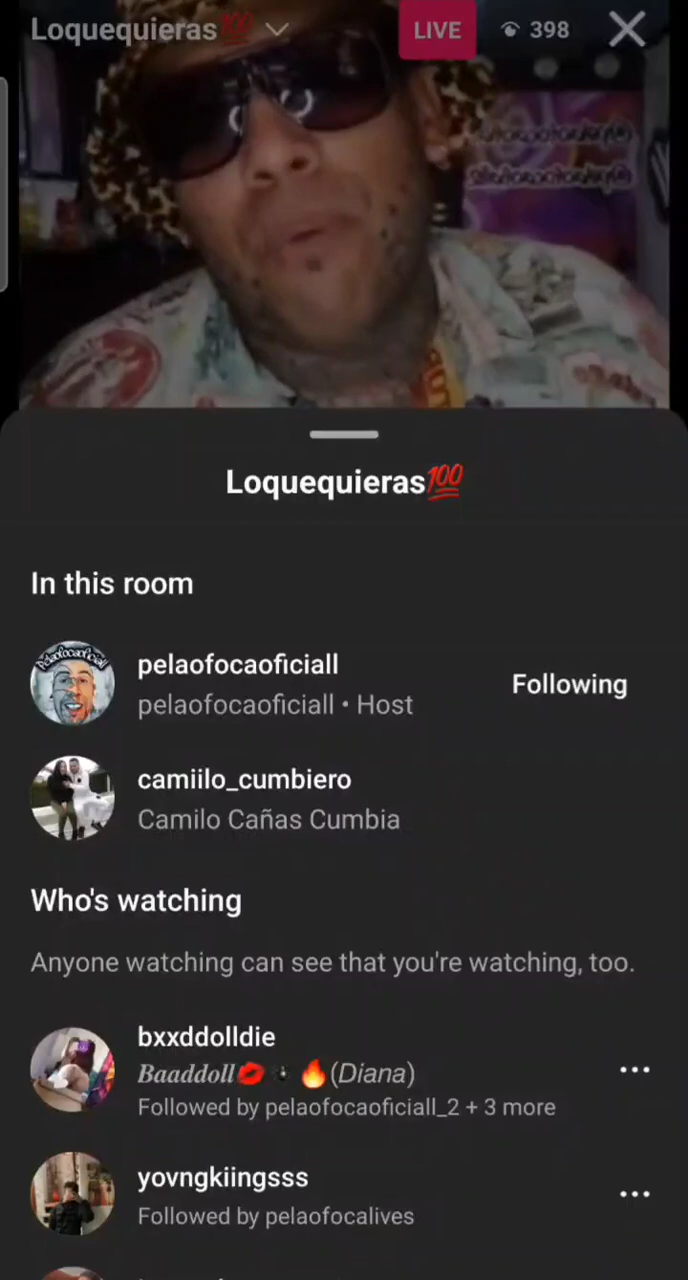 Loquequieras💯
LIVE
398
Loquequieras💯
In this room
pelaofocaoficiall
pelaofocaoficiall • Host
Following
camiilo_cumbiero
Camilo Cañas Cumbia
Who's watching
Anyone watching can see that you're watching, too.
bxxddolldie
𝑩𝒂𝒂𝒅𝒅𝒐𝒍𝒍💋 🔥(Diana)
Followed by pelaofocaoficiall_2 + 3 more
yovngkiingsss
Followed by pelaofocalives